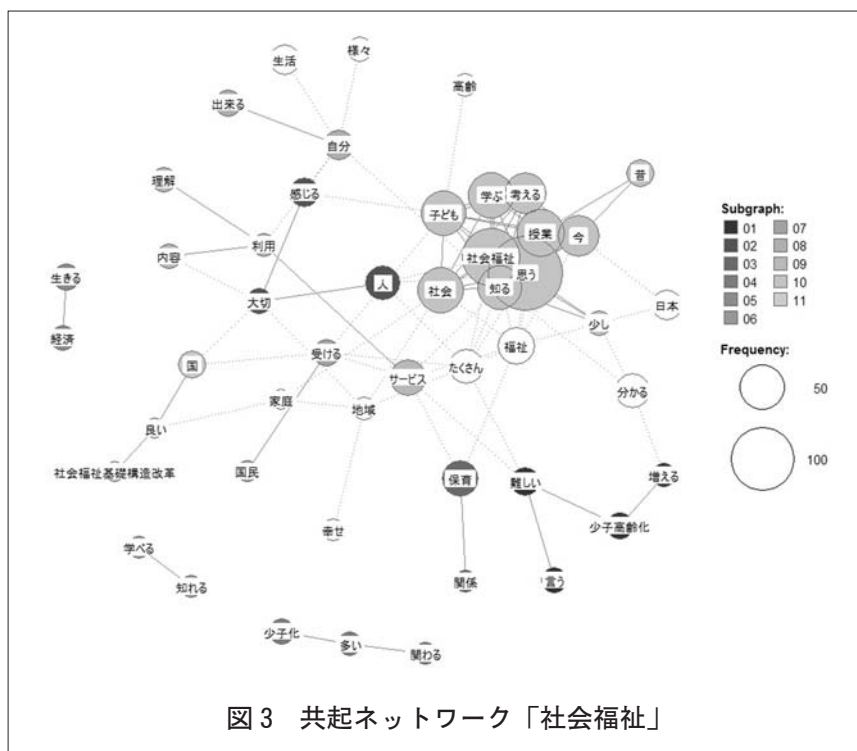 生活
様々
高齢
出来る
自分
理解
感じる
学ぶ
考える
昔
子ども
授業
今
利用
内容
社会福祉
思う
生きる
大切
人
社会
知る
日本
経済
国
受ける
福祉
少し
サービス
たくさん
分かる
家庭
地域
良い
社会福祉基礎構造改革
国民
保育
難しい
増える
少子高齢化
幸せ
学べる
知れる
関係
言う
少子化
多い
関わる
Subgraph:
01 07
02 08
03 09
04 10
05 11
06
Frequency:
50
100
図3 共起ネットワーク「社会福祉」